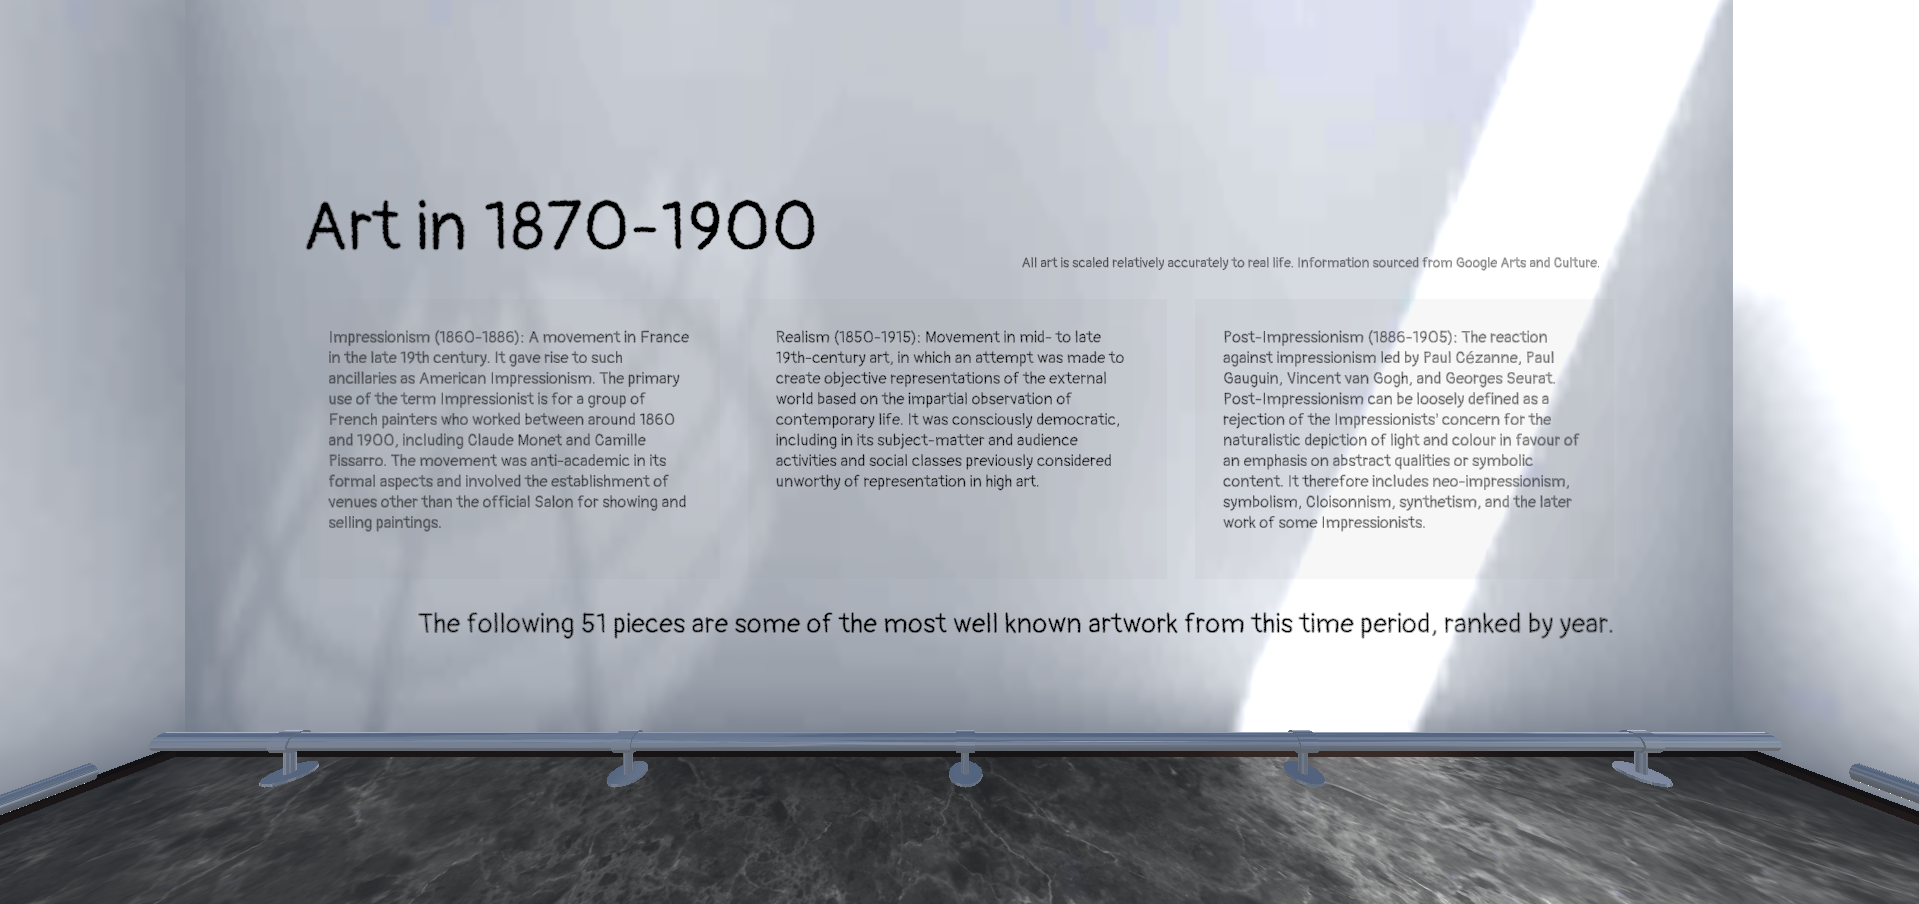 Art in 1870-1900
All art is scaled relatively accurately to real life. Information sourced from Google Arts and Culture.
Impressionism (1860-1886): A movement in France
in the late 19th century. It gave rise to such
ancillaries as American Impressionism. The primary
use of the term Impressionist is for a group of
French painters who worked between around 1860
and 1900, including Claude Monet and Camille
Pissarro. The movement was anti-academic in its
formal aspects and involved the establishment of
venues other than the official Salon for showing and
selling paintings.
Realism (1850-1915): Movement in mid- to late
19th-century art, in which an attempt was made to
create objective representations of the external
world based on the impartial observation of
contemporary life. It was consciously democratic,
including in its subject-matter and audience
activities and social classes previously considered
unworthy of representation in high art.
Post-Impressionism (1886-1905): The reaction
against impressionism led by Paul Cézanne, Paul
Gauguin, Vincent van Gogh, and Georges Seurat.
Post-Impressionism can be loosely defined as a
rejection of the Impressionists' concern for the
naturalistic depiction of light and colour in favour of
an emphasis on abstract qualities or symbolic
content. It therefore includes neo-impressionism,
symbolism, Cloisonnism, synthetism, and the later
work of some Impressionists.
The following 51 pieces are some of the most well known artwork from this time period, ranked by year.